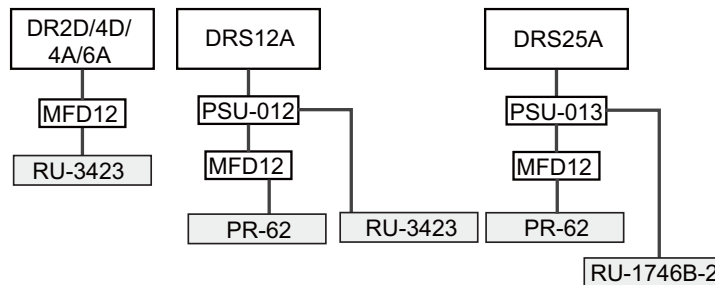 DR2D/4D/
4A/6A
MFD12
RU-3423
DRS12A
PSU-012
MFD12
PR-62
RU-3423
DRS25A
PSU-013
MFD12
PR-62
RU-1746B-2